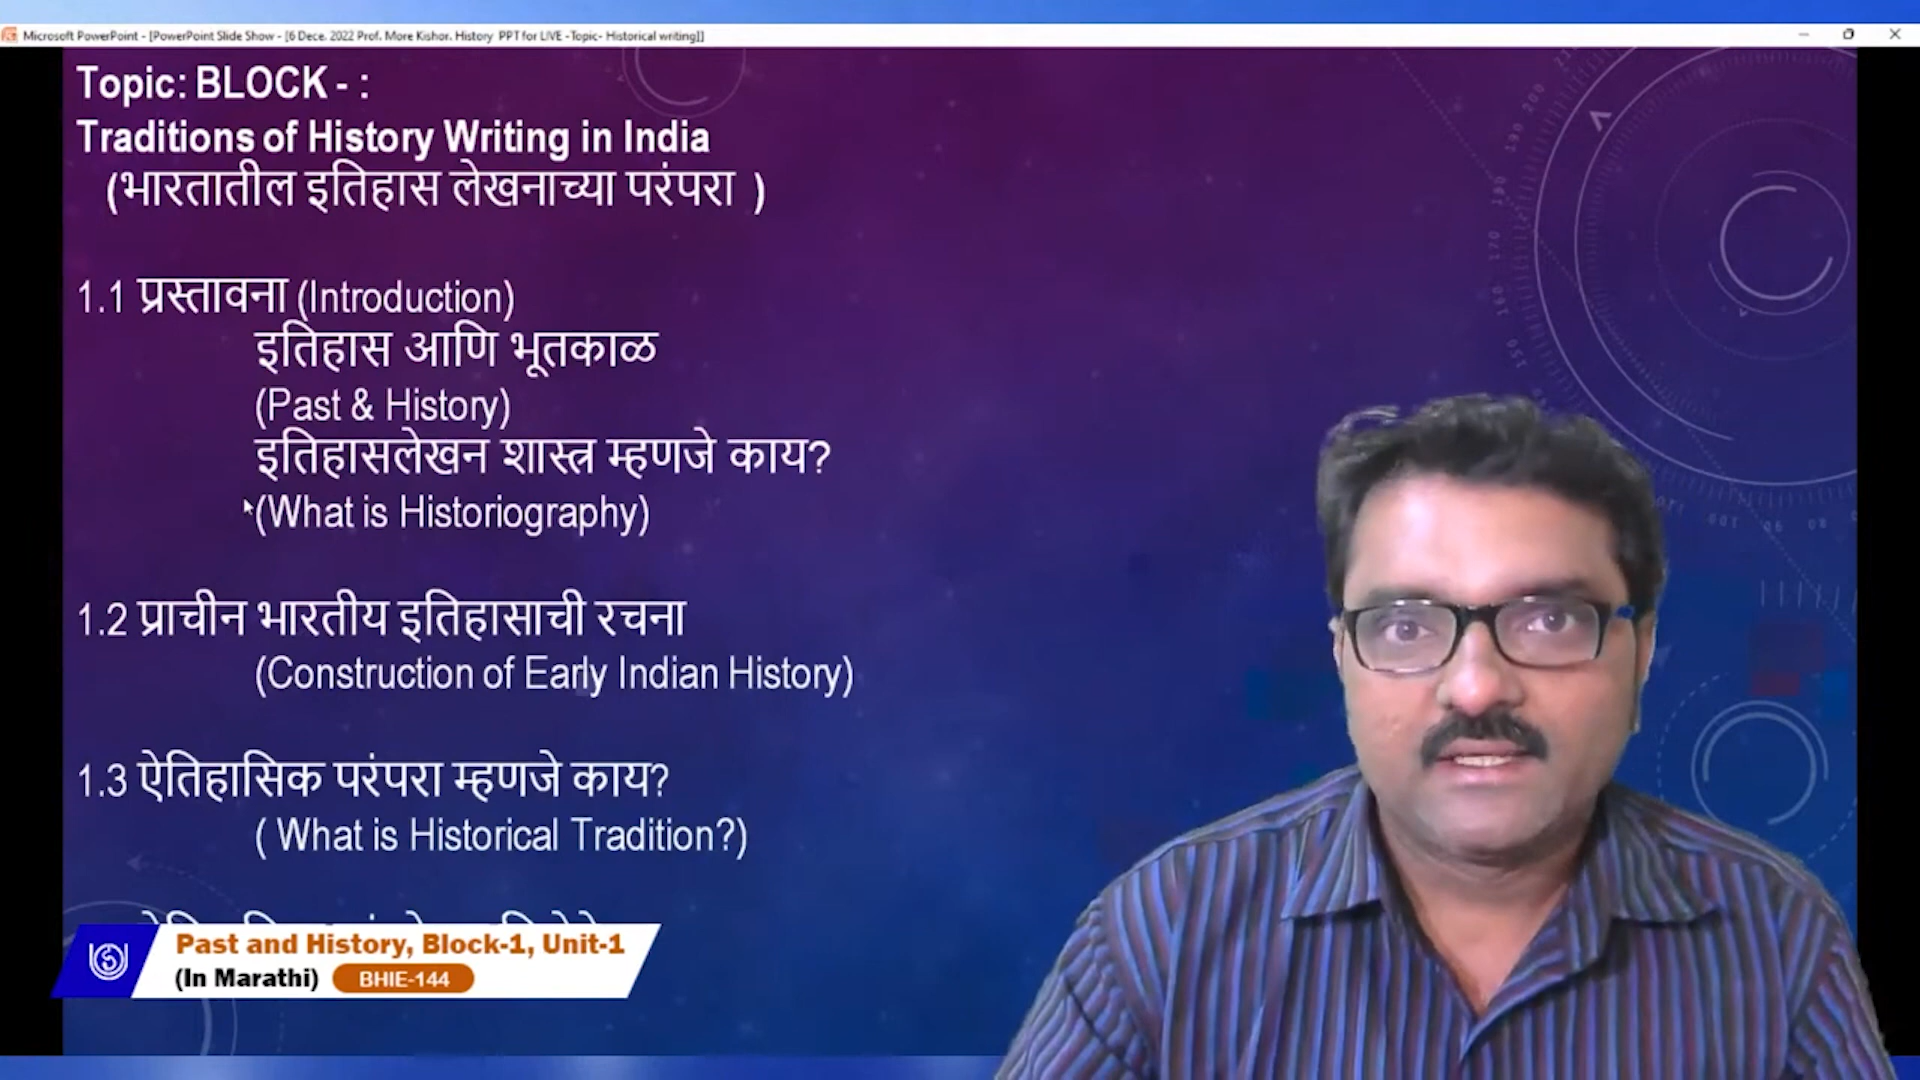 Microsoft PowerPoint - [PowerPoint Slide Show - [6 Dece. 2022 Prof. More Kishor. History PPT for LIVE -Topic- Historical writing]]
Topic: BLOCK - :
Traditions of History Writing in India
(भारतातील इतिहास लेखनाच्या परंपरा )
1.1 प्रस्तावना (Introduction)
इतिहास आणि भूतकाळ
(Past & History)
इतिहासलेखन शास्त्र म्हणजे काय?
(What is Historiography)
1.2 प्राचीन भारतीय इतिहासाची रचना
(Construction of Early Indian History)
1.3 ऐतिहासिक परंपरा म्हणजे काय?
( What is Historical Tradition?)
Past and History, Block-1, Unit-1
(In Marathi) BHIE-144